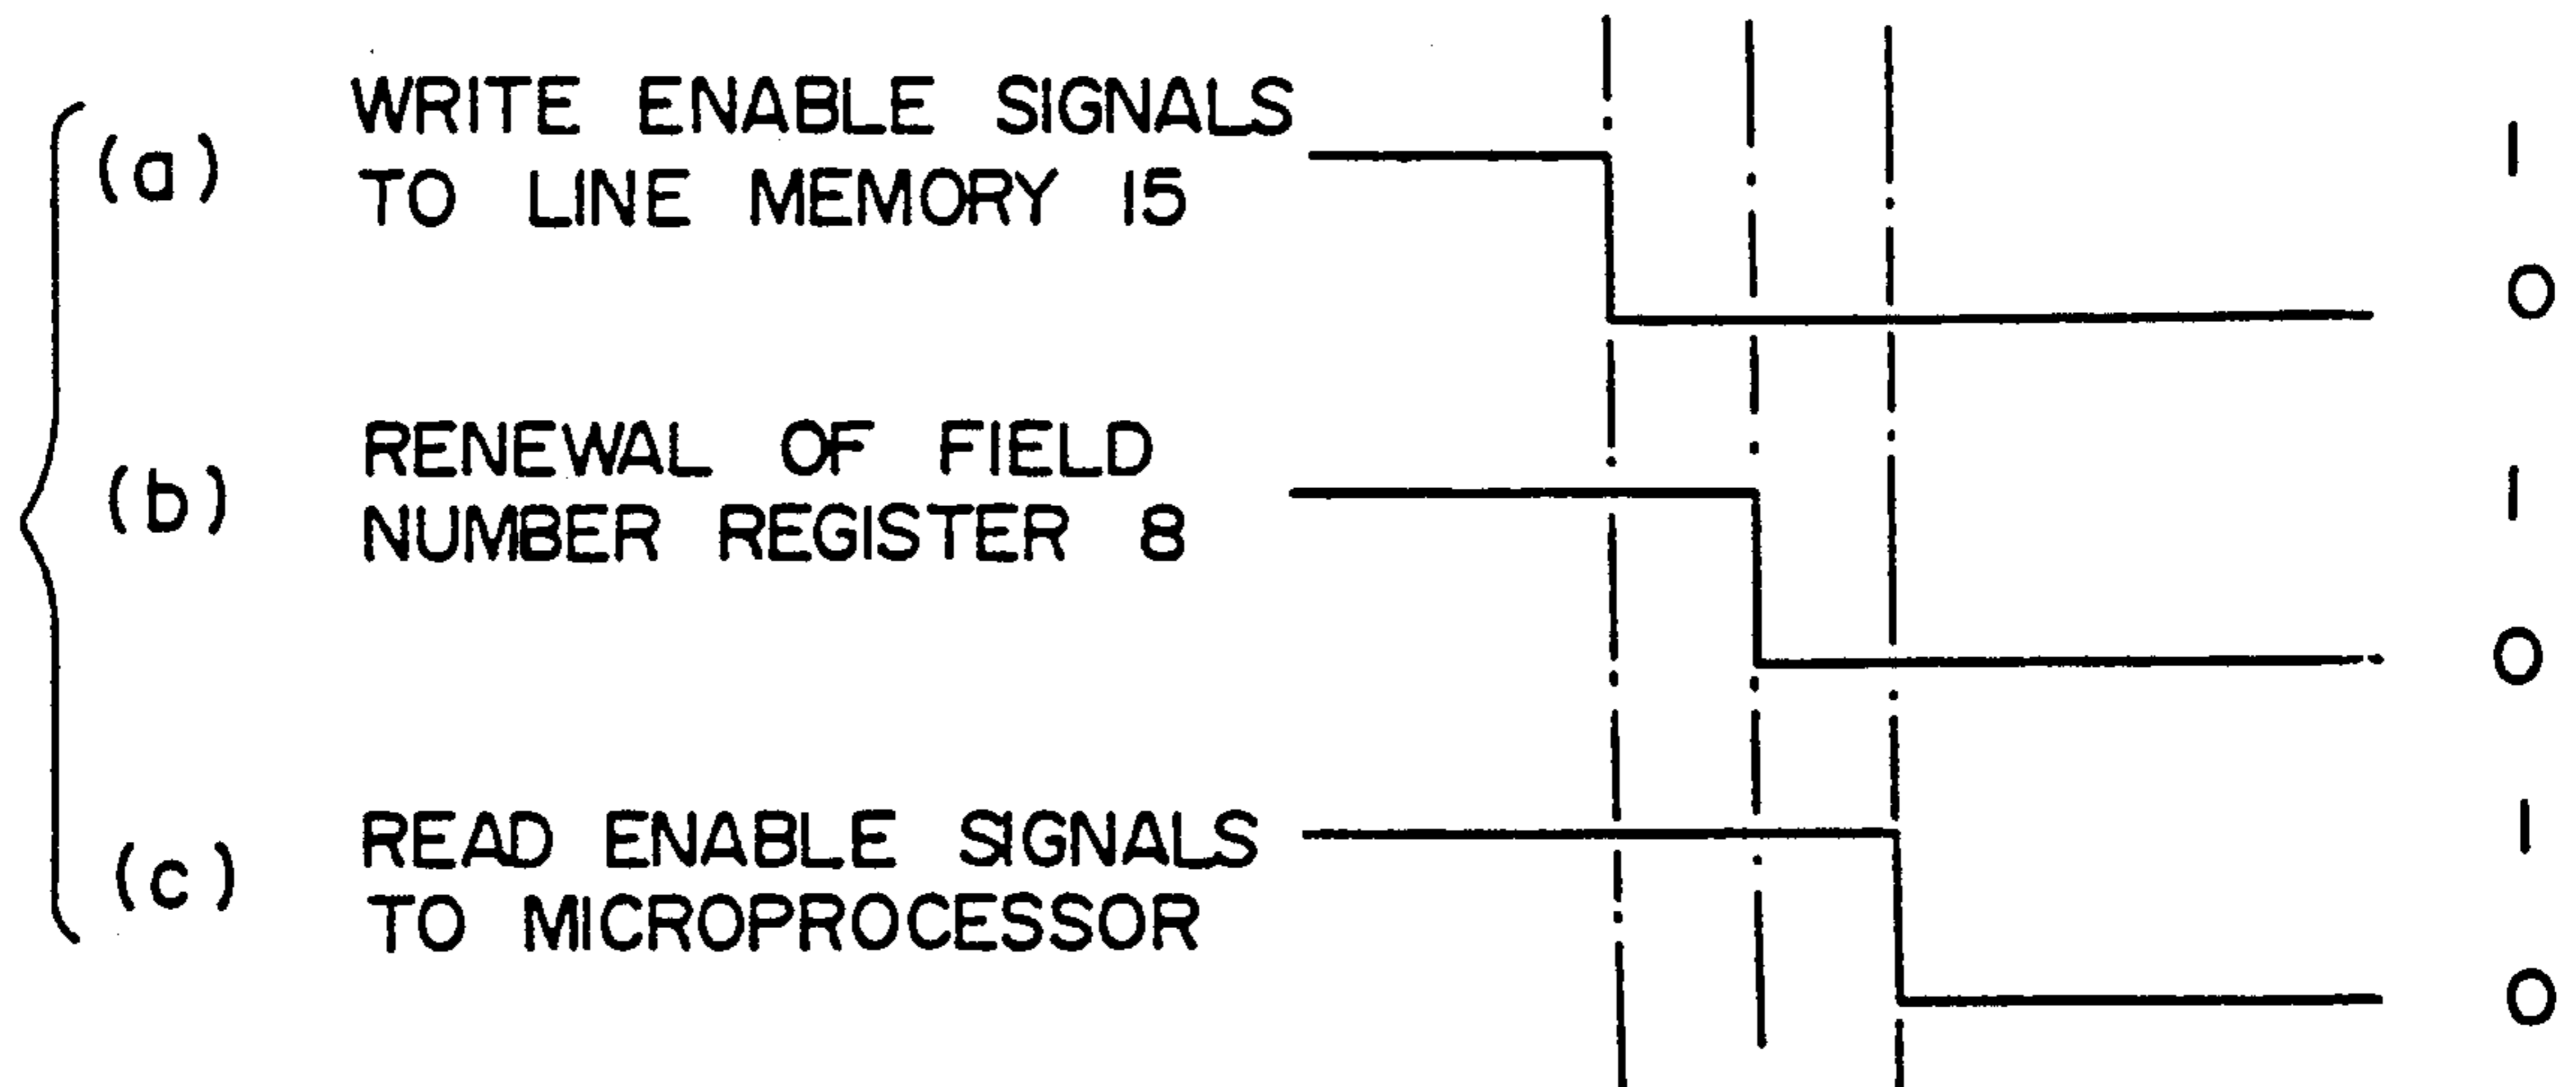 (a) WRITE ENABLE SIGNALS
TO LINE MEMORY 15
1
0
(b) RENEWAL OF FIELD
NUMBER REGISTER 8
1
0
(c) READ ENABLE SIGNALS
TO MICROPROCESSOR
1
0